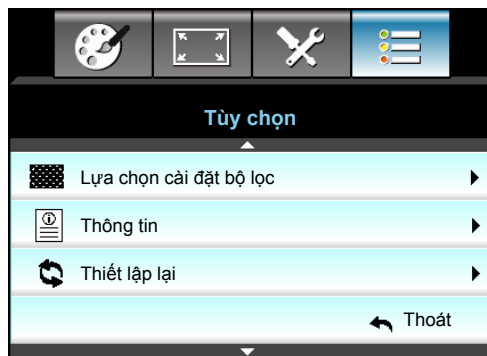 Tùy chọn
Lựa chọn cài đặt bộ lọc
Thông tin
Thiết lập lại
Thoát